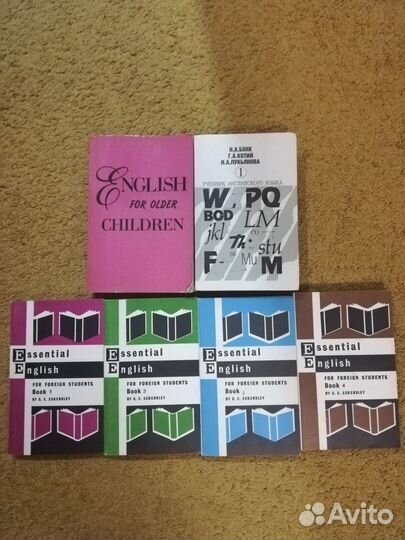 ENGLISH
FOR OLDER
CHILDREN
Н.А.БОНК
Г.А.КОТИЙ
Н.А.ЛУКЬЯНОВА
1
УЧЕБНИК АНГЛИЙСКОГО ЯЗЫКА
W, PQ
BOD LM
jkl Th stu
F- Mu M
Essential
English
FOR FOREIGN STUDENTS
Book 1
BY C. E. ECKERSLEY
Essential
English
FOR FOREIGN STUDENTS
Book 2
BY C. E. ECKERSLEY
Essential
English
FOR FOREIGN STUDENTS
Book 3
BY C. E. ECKERSLEY
Essential
English
FOR FOREIGN STUDENTS
Book 4
BY C. E. ECKERSLEY
Avito